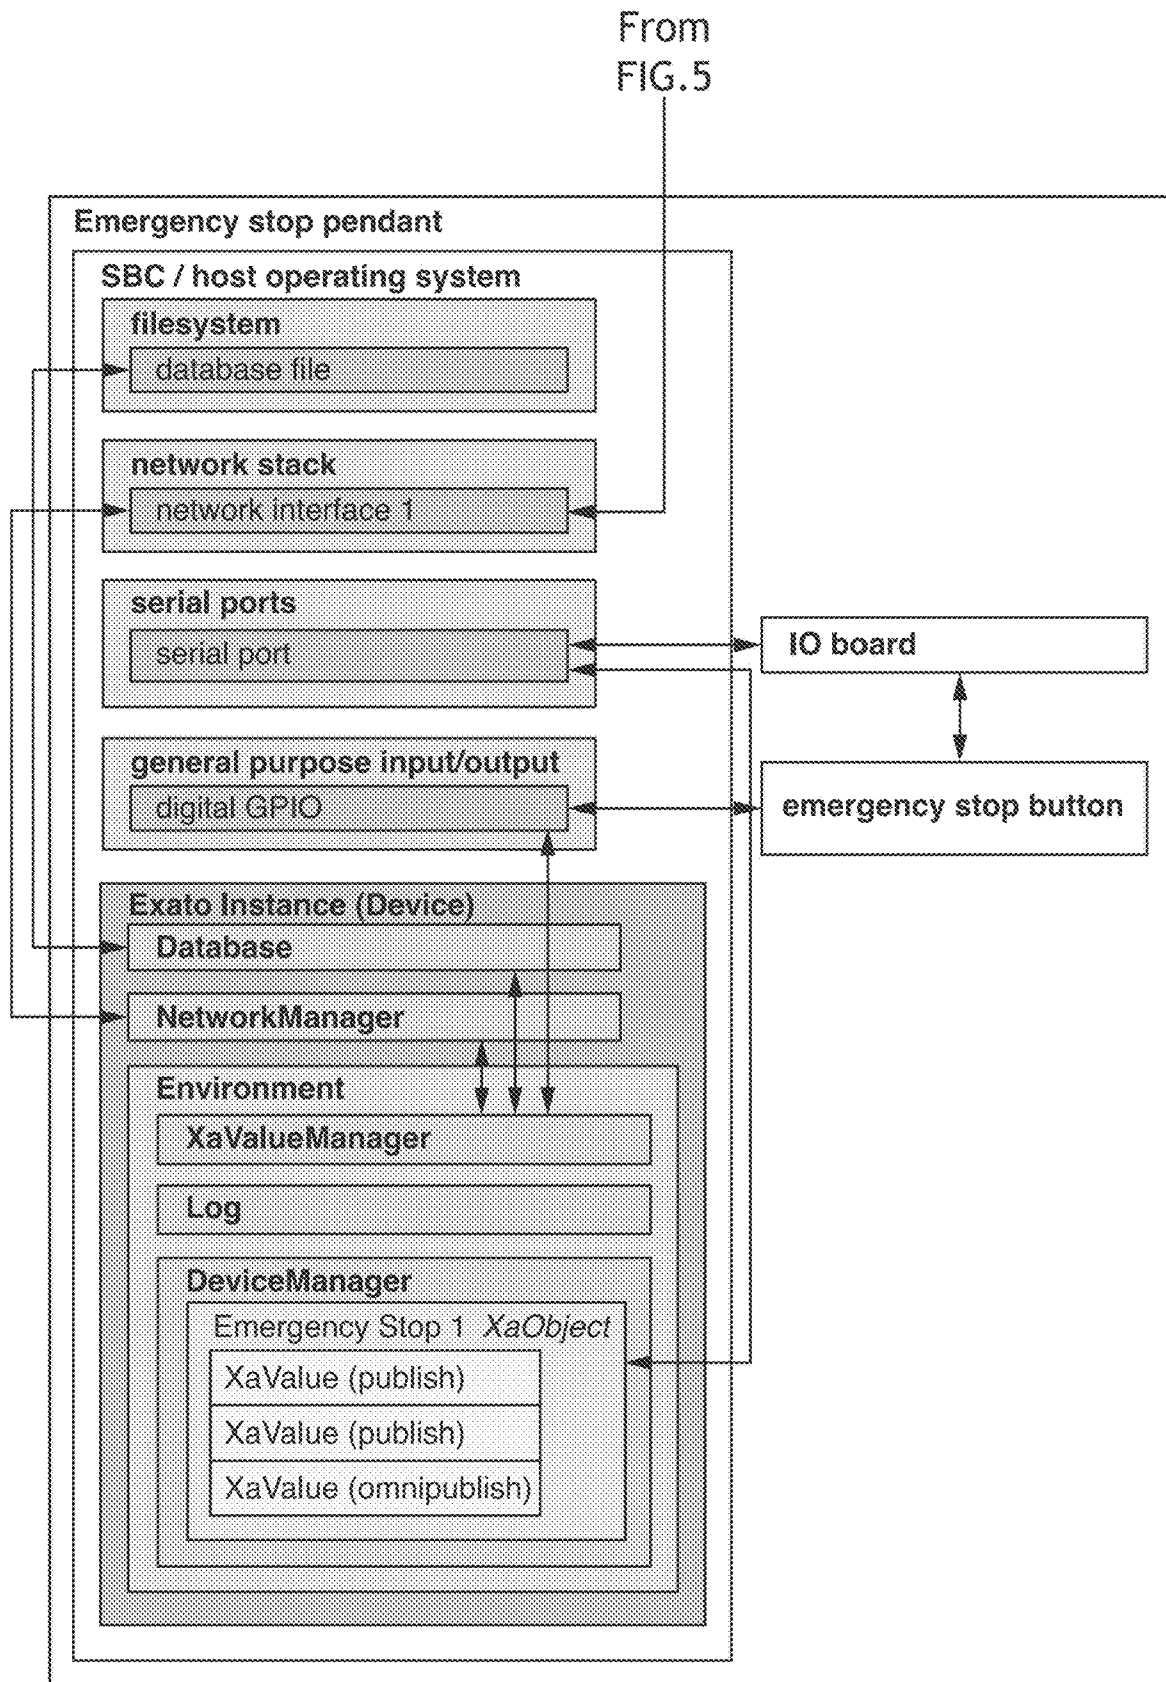 From
FIG.5
Emergency stop pendant
SBC / host operating system
filesystem
database file
network stack
network interface 1
serial ports
serial port
IO board
general purpose input/output
digital GPIO
emergency stop button
Exato Instance (Device)
Database
NetworkManager
Environment
XaValueManager
Log
DeviceManager
Emergency Stop 1 XaObject
XaValue (publish)
XaValue (publish)
XaValue (omnipublish)